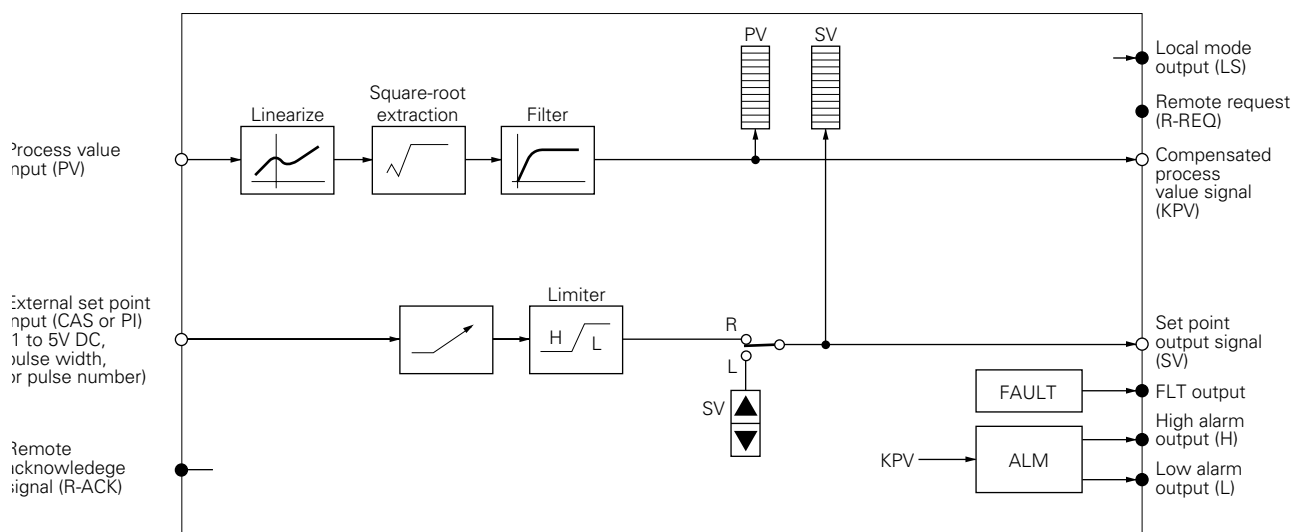 PV
SV
Local mode
output (LS)
Remote request
(R-REQ)
Linearize
Square-root
extraction
Filter
Process value
input (PV)
Compensated
process
value signal
(KPV)
External set point
input (CAS or PI)
1 to 5V DC,
pulse width,
or pulse number)
Limiter
H
L
R
L
SV
Set point
output signal
(SV)
FAULT
FLT output
KPV
ALM
High alarm
output (H)
Low alarm
output (L)
Remote
acknowledege
signal (R-ACK)